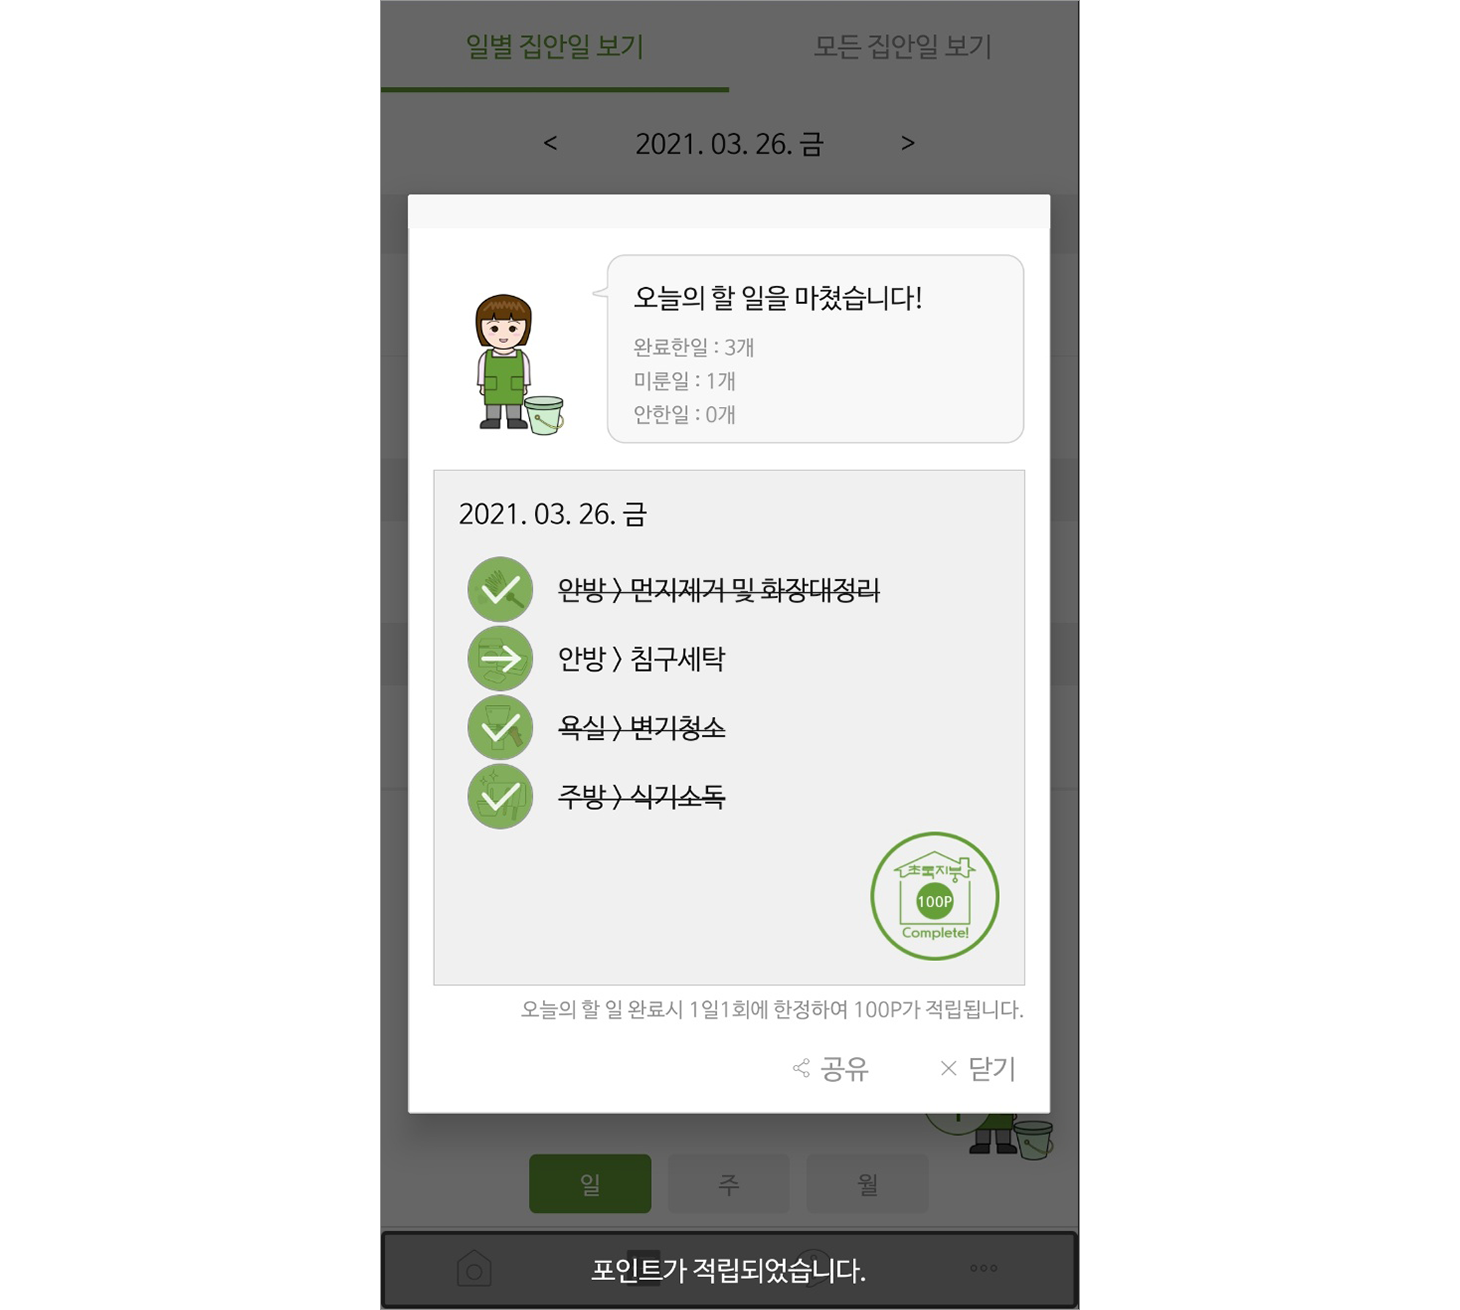 일별 집안일 보기
모든 집안일 보기
< 2021. 03. 26. 금 >
오늘의 할 일을 마쳤습니다!
완료한일 : 3개
미룬일 : 1개
안한일 : 0개
2021. 03. 26. 금
안방 > 먼지제거 및 화장대정리
안방 > 침구세탁
욕실 > 변기청소
주방 > 식기소독
초록지붕
100P
Complete!
오늘의 할 일 완료시 1일1회에 한정하여 100P가 적립됩니다.
공유
닫기
일
주
월
포인트가 적립되었습니다.